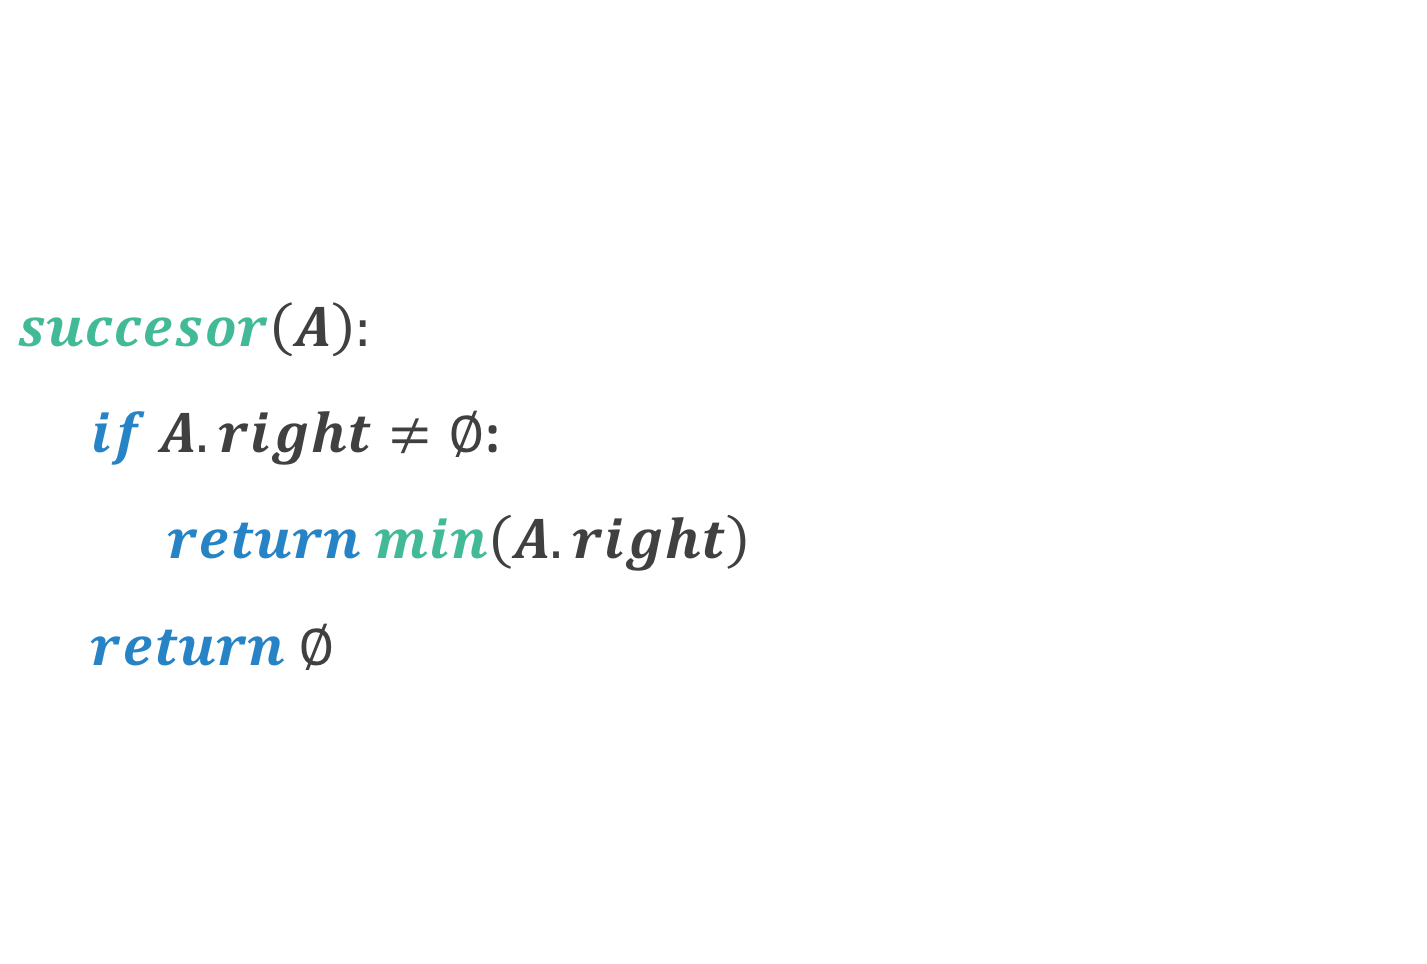 succesor(A):
if A.right ≠ ∅:
return min(A.right)
return ∅